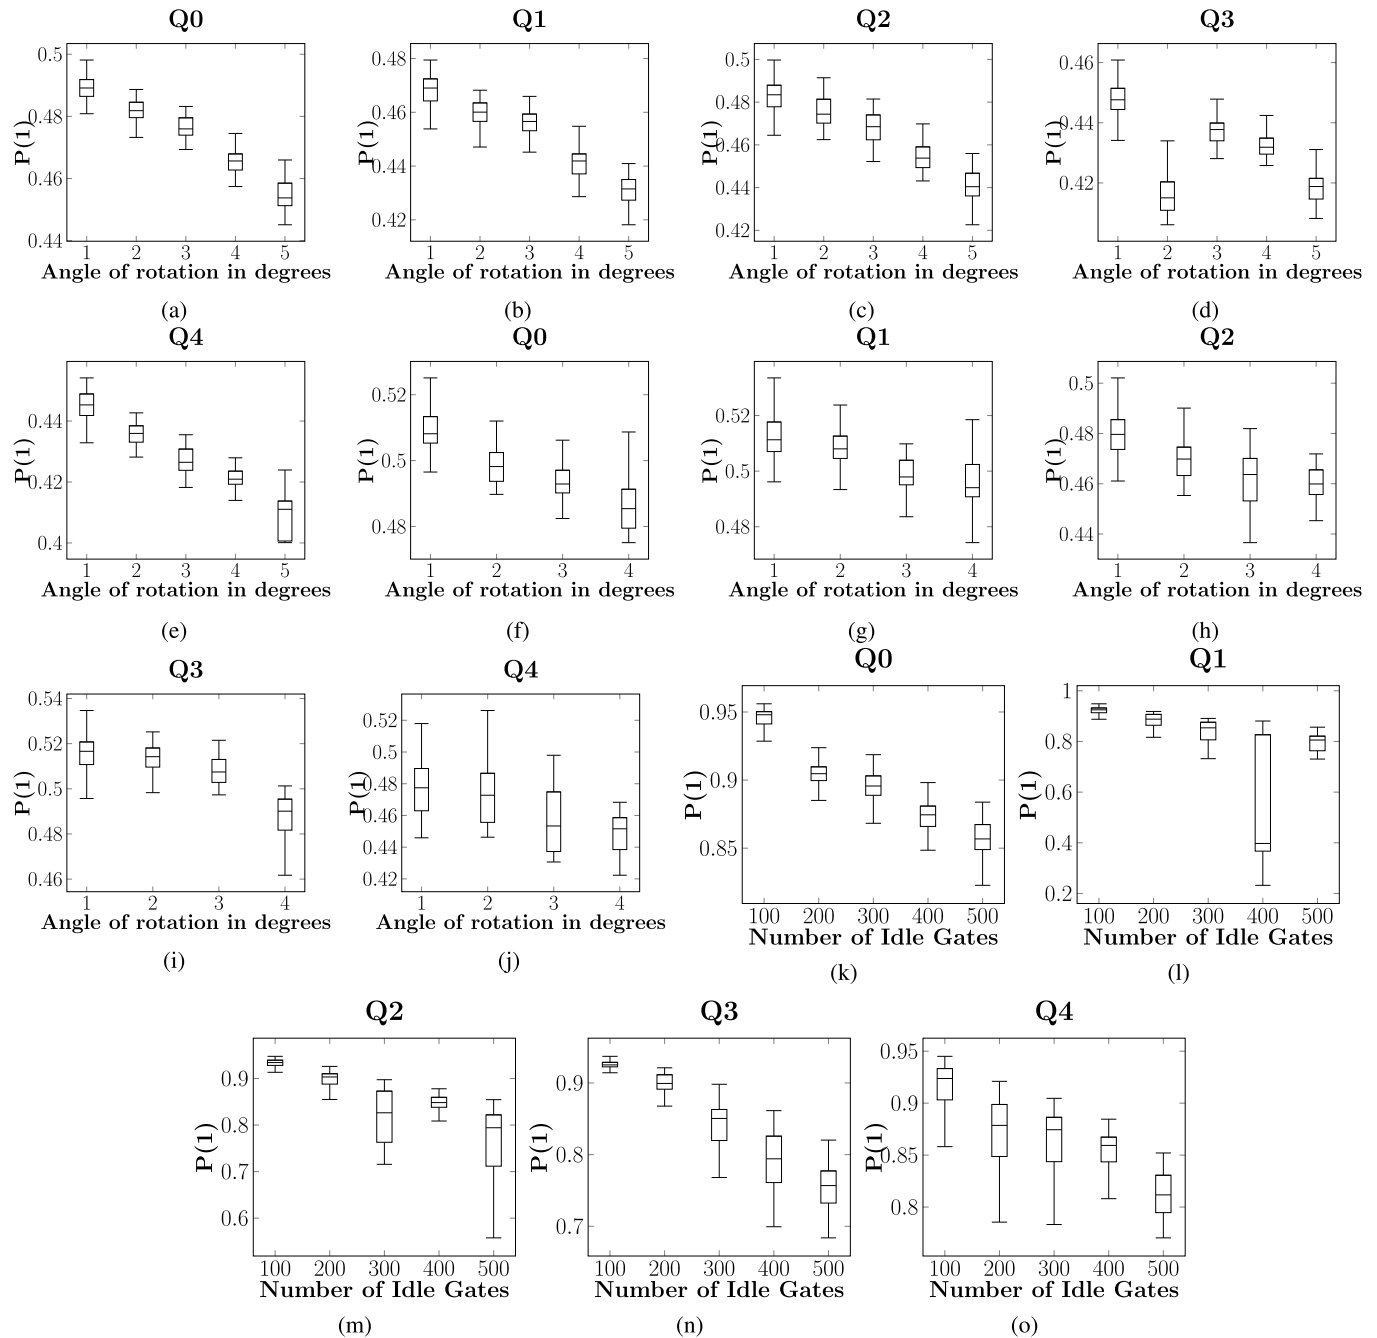 Q0 Q1 Q2 Q3
0.5 0.48 0.46 0.44 P(1) 1 2 3 4 5
0.48 0.46 0.44 0.42 P(1) 1 2 3 4 5
0.5 0.48 0.46 0.44 0.42 P(1) 1 2 3 4 5
0.46 0.44 0.42 P(1) 1 2 3 4 5
Angle of rotation in degrees Angle of rotation in degrees Angle of rotation in degrees Angle of rotation in degrees
(a) (b) (c) (d)
Q4 Q0 Q1 Q2
0.44 0.42 0.4 P(1) 1 2 3 4 5
0.52 0.5 0.48 P(1) 1 2 3 4
0.52 0.5 0.48 P(1) 1 2 3 4
0.5 0.48 0.46 0.44 P(1) 1 2 3 4
Angle of rotation in degrees Angle of rotation in degrees Angle of rotation in degrees Angle of rotation in degrees
(e) (f) (g) (h)
Q3 Q4 Q0 Q1
0.54 0.52 0.5 0.48 0.46 P(1) 1 2 3 4
0.52 0.5 0.48 0.46 0.44 0.42 P(1) 1 2 3 4
0.95 0.9 0.85 P(1) 100 200 300 400 500
1 0.8 0.6 0.4 0.2 P(1) 100 200 300 400 500
Angle of rotation in degrees Angle of rotation in degrees Number of Idle Gates Number of Idle Gates
(i) (j) (k) (l)
Q2 Q3 Q4
0.9 0.8 0.7 0.6 P(1) 100 200 300 400 500
0.9 0.8 0.7 P(1) 100 200 300 400 500
0.95 0.9 0.85 0.8 P(1) 100 200 300 400 500
Number of Idle Gates Number of Idle Gates Number of Idle Gates
(m) (n) (o)